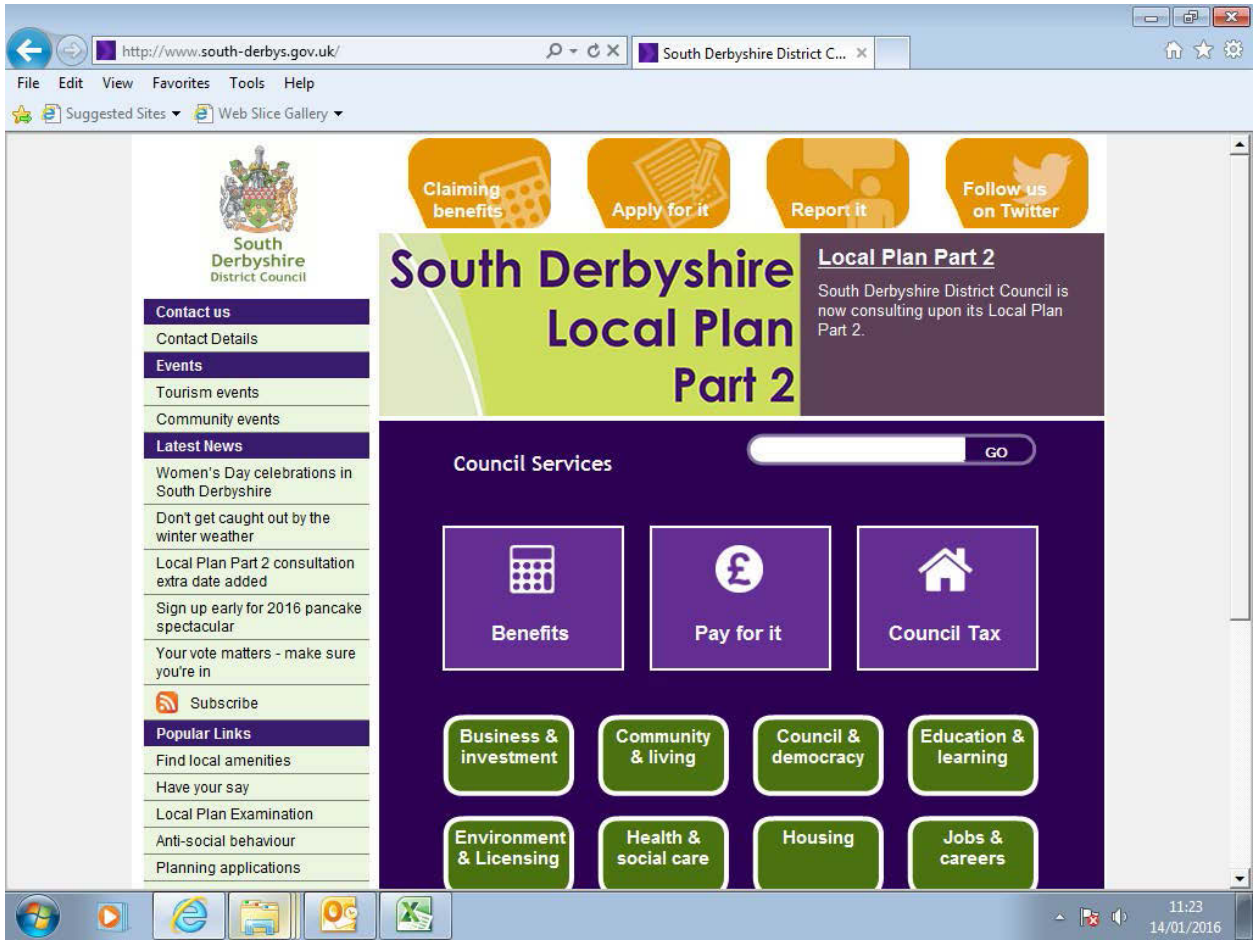 http://www.south-derbys.gov.uk/
South Derbyshire District C...
File Edit View Favorites Tools Help
Suggested Sites Web Slice Gallery
South
Derbyshire
District Council
Contact us
Contact Details
Events
Tourism events
Community events
Latest News
Women's Day celebrations in
South Derbyshire
Don't get caught out by the
winter weather
Local Plan Part 2 consultation
extra date added
Sign up early for 2016 pancake
spectacular
Your vote matters - make sure
you're in
Subscribe
Popular Links
Find local amenities
Have your say
Local Plan Examination
Anti-social behaviour
Planning applications
Claiming
benefits
Apply for it
Report it
Follow us
on Twitter
South Derbyshire
Local Plan
Part 2
Local Plan Part 2
South Derbyshire District Council is
now consulting upon its Local Plan
Part 2.
Council Services
GO
Benefits
Pay for it
Council Tax
Business &
investment
Community
& living
Council &
democracy
Education &
learning
Environment
& Licensing
Health &
social care
Housing
Jobs &
careers
11:23
14/01/2016